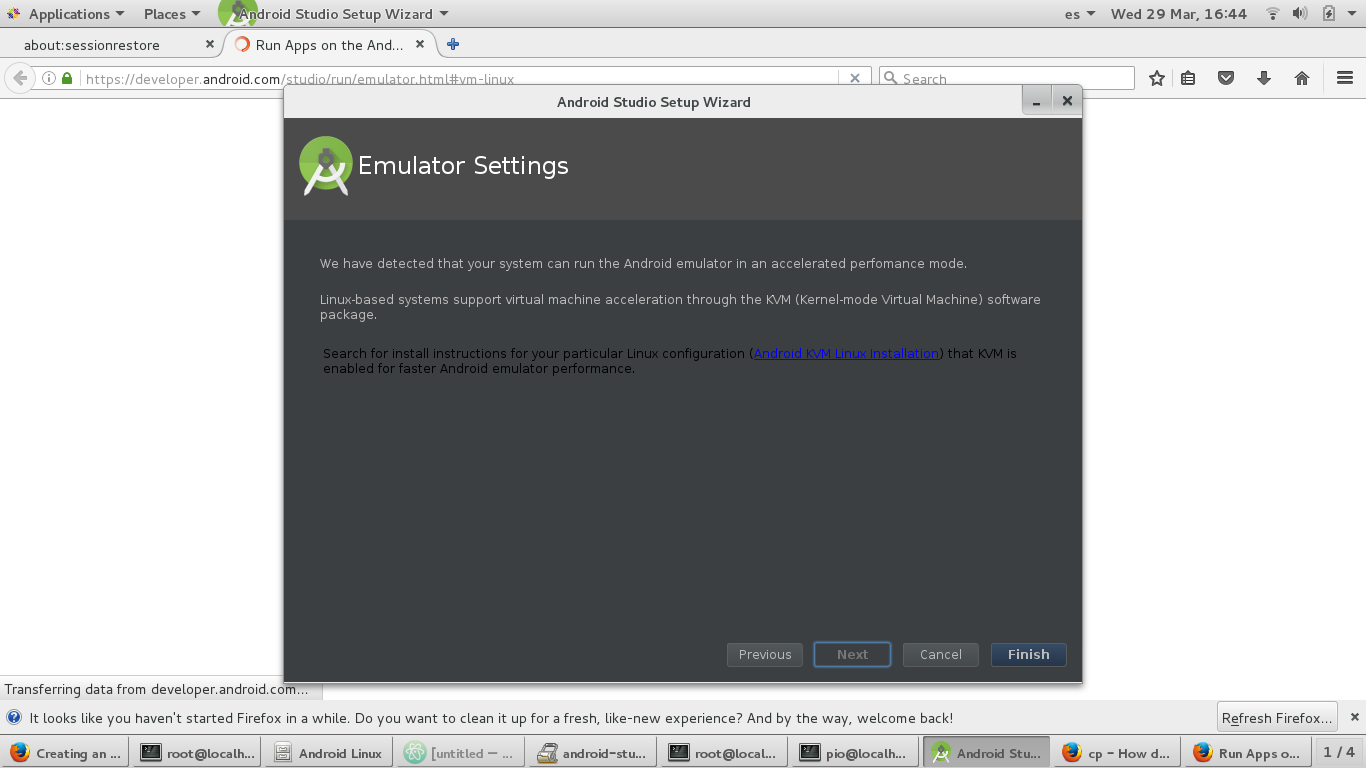 Applications Places Android Studio Setup Wizard es Wed 29 Mar, 16:44
about:sessionrestore Run Apps on the And...
https://developer.android.com/studio/run/emulator.html#vm-linux Search
Android Studio Setup Wizard
Emulator Settings
We have detected that your system can run the Android emulator in an accelerated perfomance mode.
Linux-based systems support virtual machine acceleration through the KVM (Kernel-mode Virtual Machine) software
package.
Search for install instructions for your particular Linux configuration (Android KVM Linux Installation) that KVM is
enabled for faster Android emulator performance.
Previous Next Cancel Finish
Transferring data from developer.android.com...
It looks like you haven't started Firefox in a while. Do you want to clean it up for a fresh, like-new experience? And by the way, welcome back! Refresh Firefox...
Creating an ... root@localh... Android Linux [untitled — ... android-stu... root@local... pio@localh... Android Stu... cp – How d... Run Apps o... 1 / 4